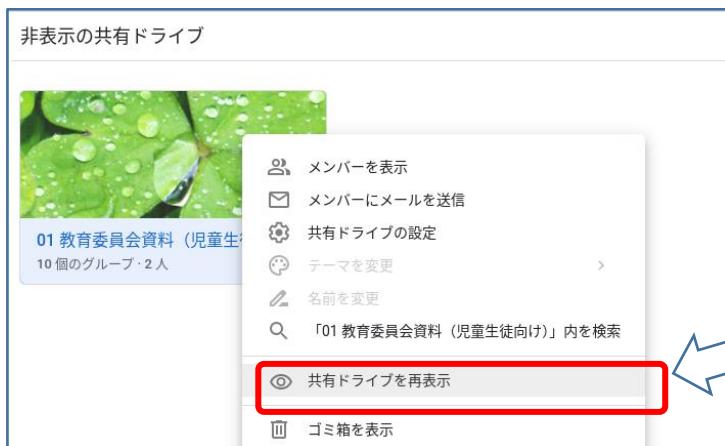 非表示の共有ドライブ
01 教育委員会資料（児童生
10 個のグループ · 2 人
メンバーを表示
メンバーにメールを送信
共有ドライブの設定
テーマを変更
名前を変更
「01 教育委員会資料（児童生徒向け）」内を検索
共有ドライブを再表示
ゴミ箱を表示